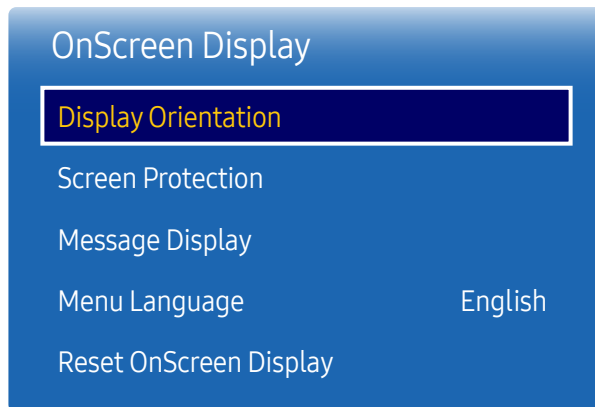 OnScreen Display
Display Orientation
Screen Protection
Message Display
Menu Language English
Reset OnScreen Display